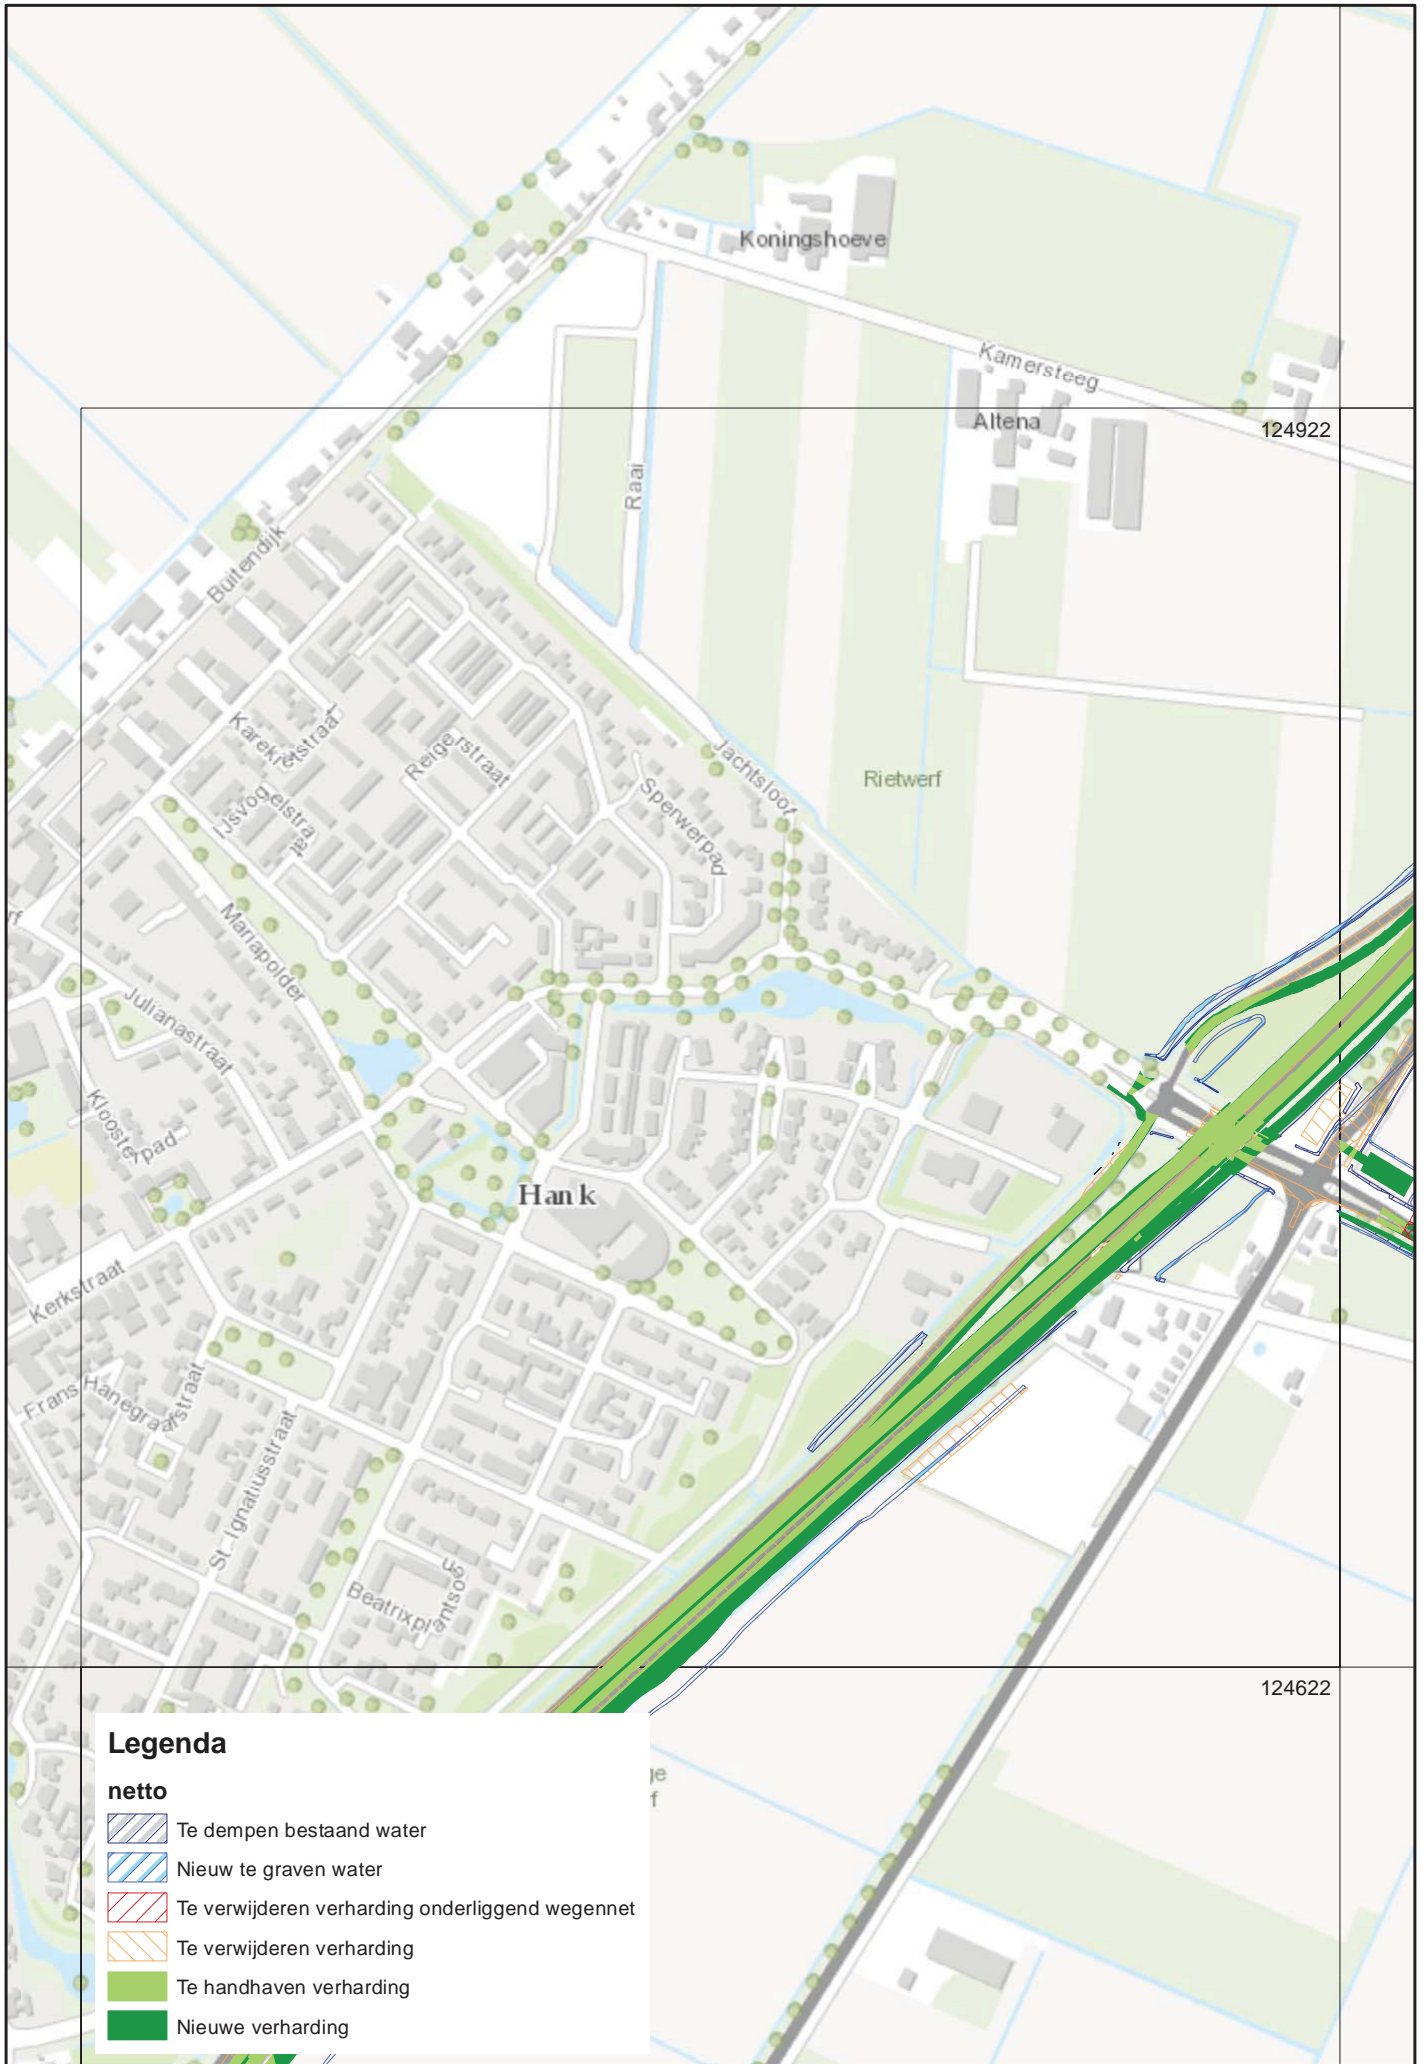 Koningshoeve
Kamersteeg
Altena
124922
Raai
Buitendijk
Karekietstraat
Reigerstraat
Jachtsloot
Rietwerf
IJsvogelstraat
Sperwerpad
Mariapolder
rf
Julianastraat
Kloosterpad
Hank
Kerkstraat
Frans Hanegraafstraat
St. Ignatiusstraat
Beatrixplantsoen
124622
Legenda
netto
Te dempen bestaand water
Nieuw te graven water
Te verwijderen verharding onderliggend wegennet
Te verwijderen verharding
Te handhaven verharding
Nieuwe verharding